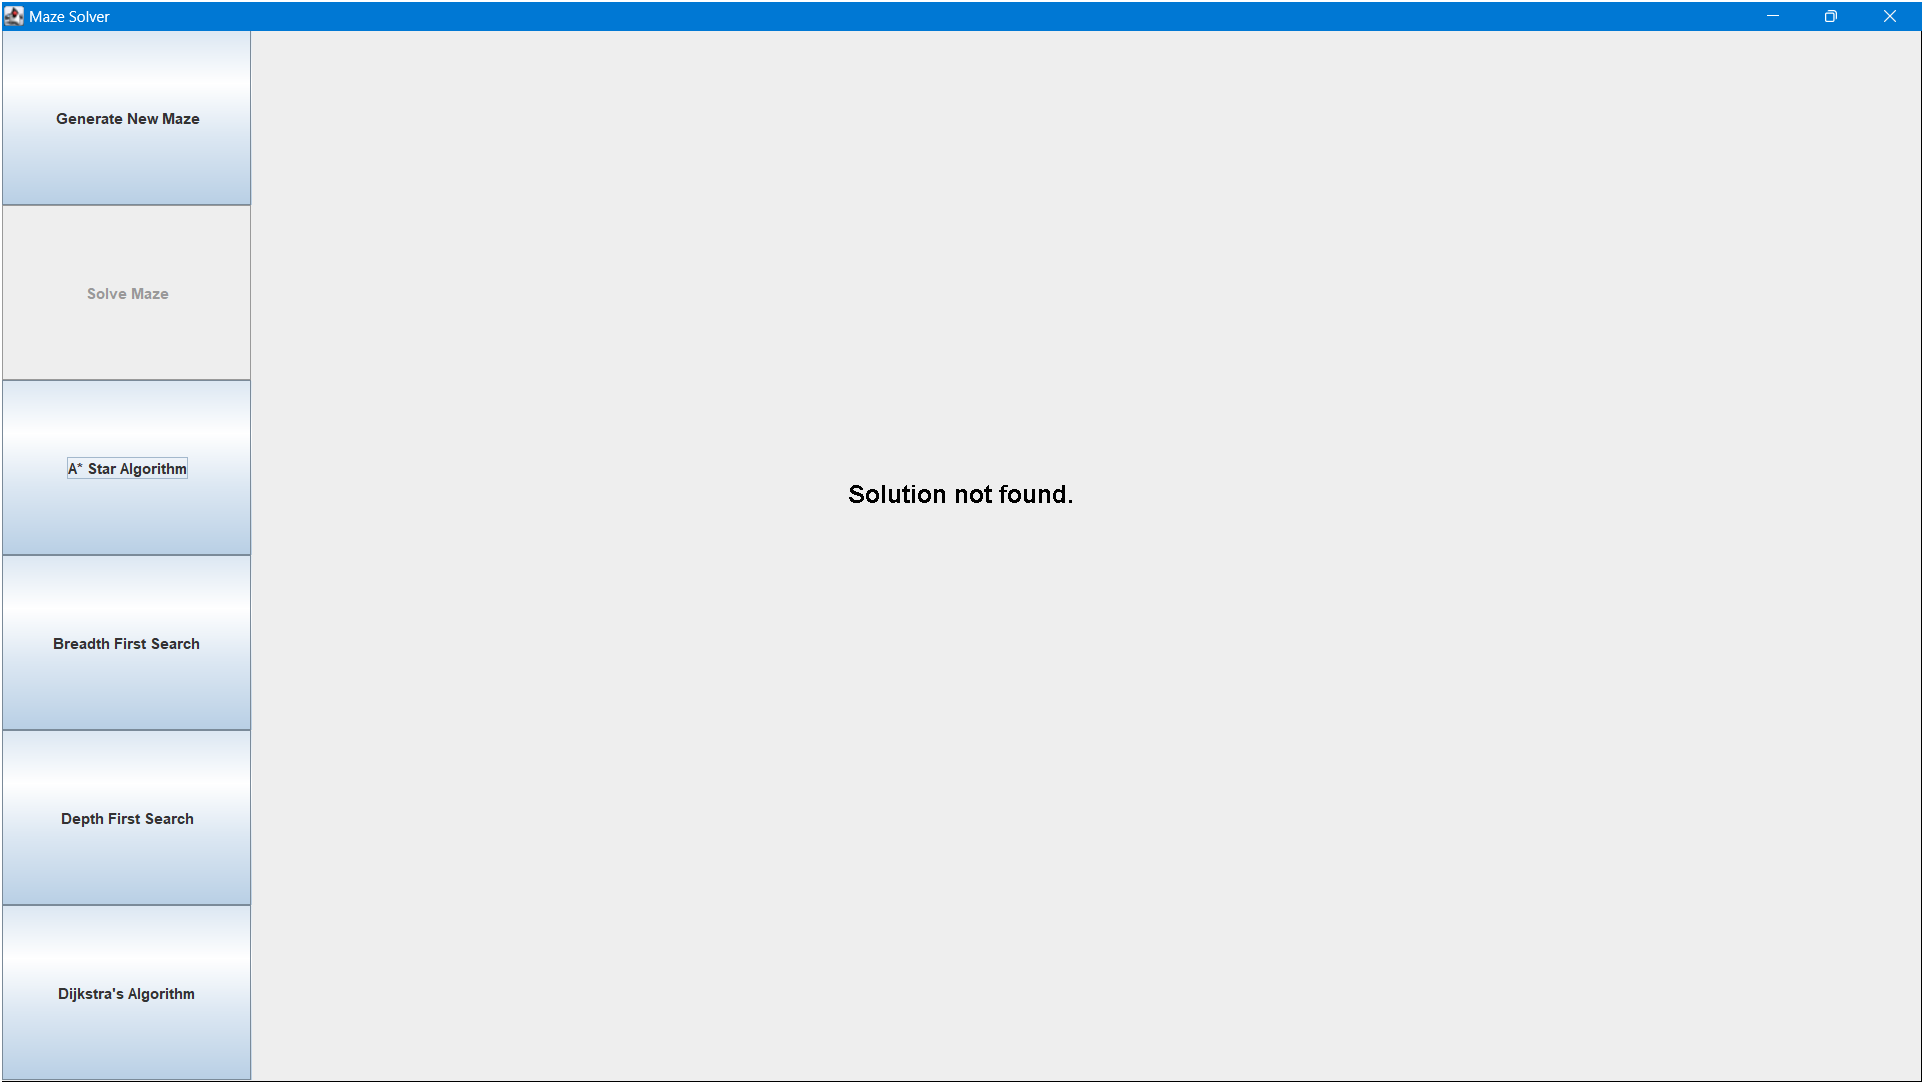 Maze Solver
Generate New Maze
Solve Maze
A* Star Algorithm
Breadth First Search
Depth First Search
Dijkstra's Algorithm
Solution not found.